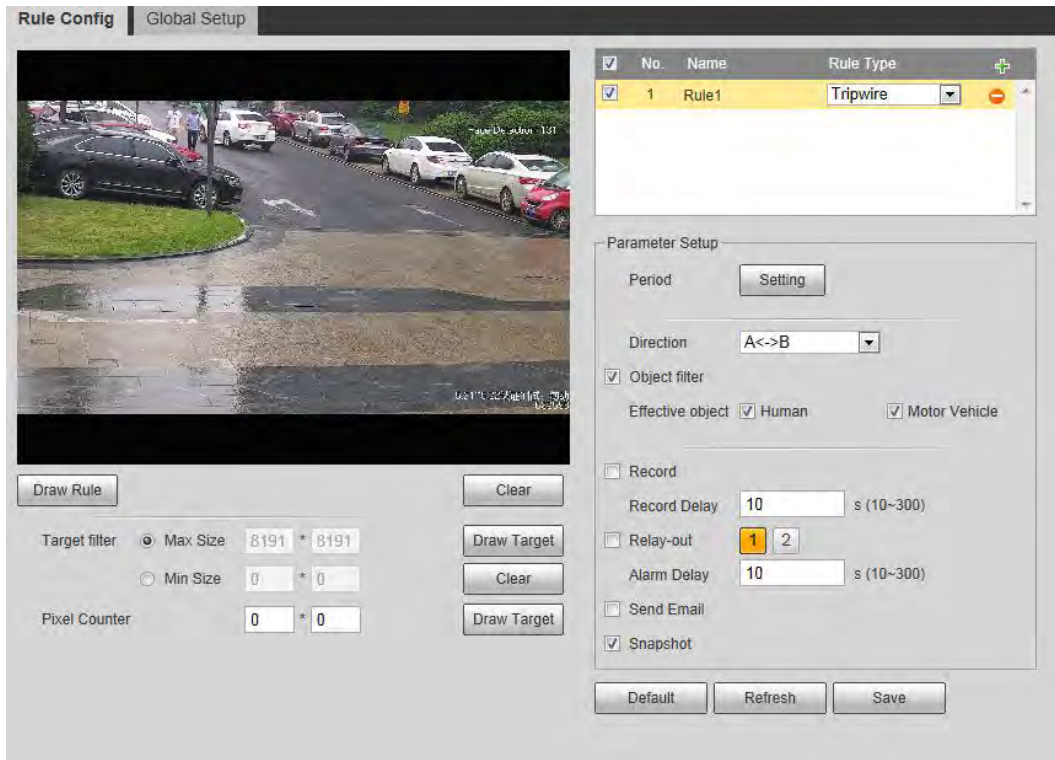 Rule Config
Global Setup
No. Name Rule Type
1 Rule1 Tripwire
Parameter Setup
Period Setting
Direction A<->B
Object filter
Effective object Human Motor Vehicle
Record
Record Delay 10 s (10~300)
Relay-out 1 2
Alarm Delay 10 s (10~300)
Send Email
Snapshot
Default Refresh Save
Draw Rule Clear
Target filter Max Size 8191 * 8191 Draw Target
Min Size 0 * 0 Clear
Pixel Counter 0 * 0 Draw Target